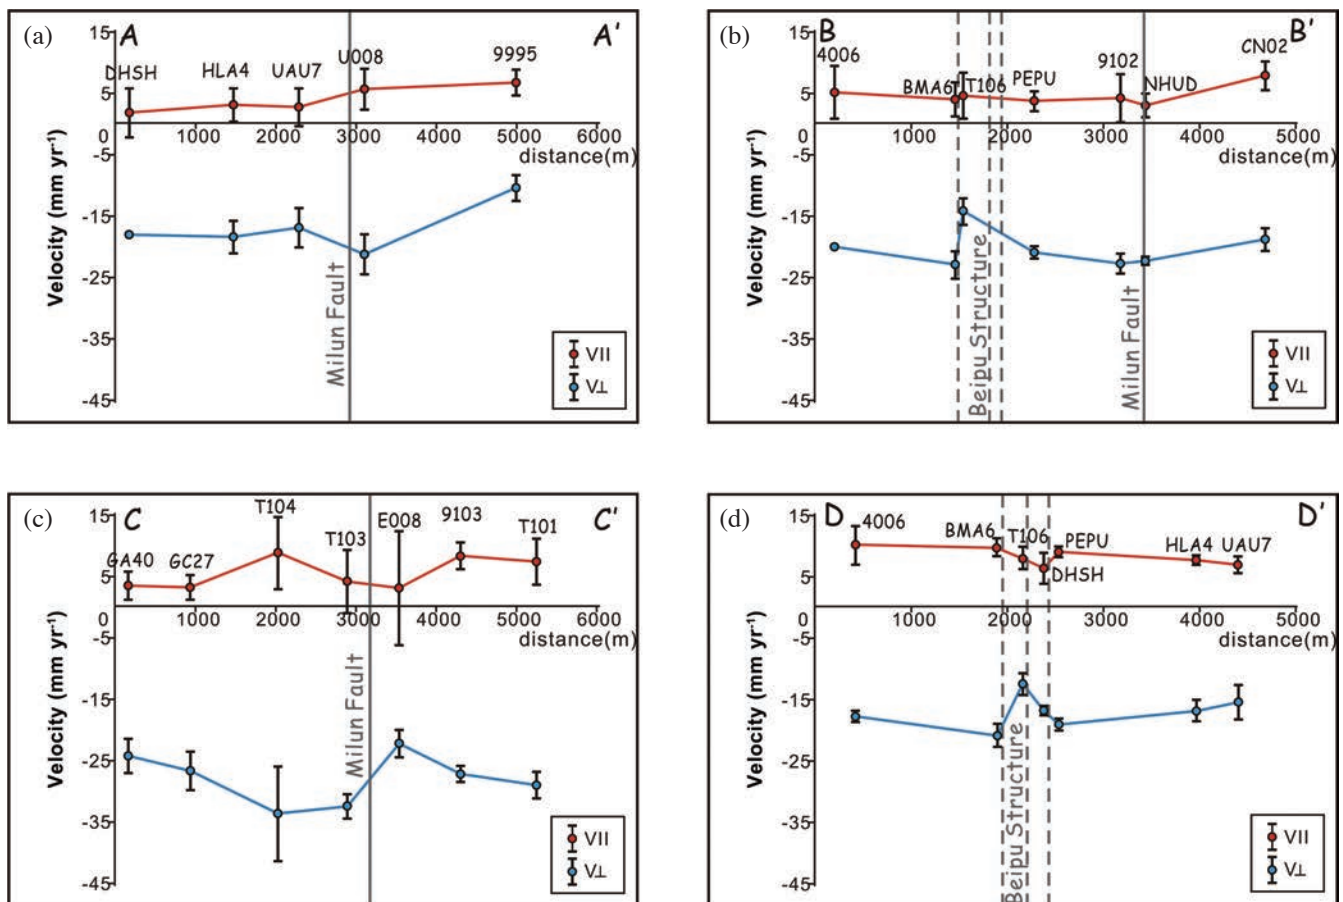 (a)
A
A'
15
5
-5
-15
-25
-35
-45
Velocity (mm yr⁻¹)
DHSH
HLA4
UAU7
U008
9995
0
1000
2000
3000
4000
5000
6000
distance(m)
Milun Fault
VII
V⊥
(b)
B
B'
15
5
-5
-15
-25
-35
-45
Velocity (mm yr⁻¹)
4006
BMA6
T106
PEPU
9102
NHUD
CN02
0
1000
2000
3000
4000
5000
distance(m)
Beipu Structure
Milun Fault
VII
V⊥
(c)
C
C'
15
5
-5
-15
-25
-35
-45
Velocity (mm yr⁻¹)
GA40
GC27
T104
T103
E008
9103
T101
0
1000
2000
3000
4000
5000
6000
distance(m)
Milun Fault
VII
V⊥
(d)
D
D'
15
5
-5
-15
-25
-35
-45
Velocity (mm yr⁻¹)
4006
BMA6
T106
DHSH
PEPU
HLA4
UAU7
0
1000
2000
3000
4000
5000
distance(m)
Beipu Structure
VII
V⊥